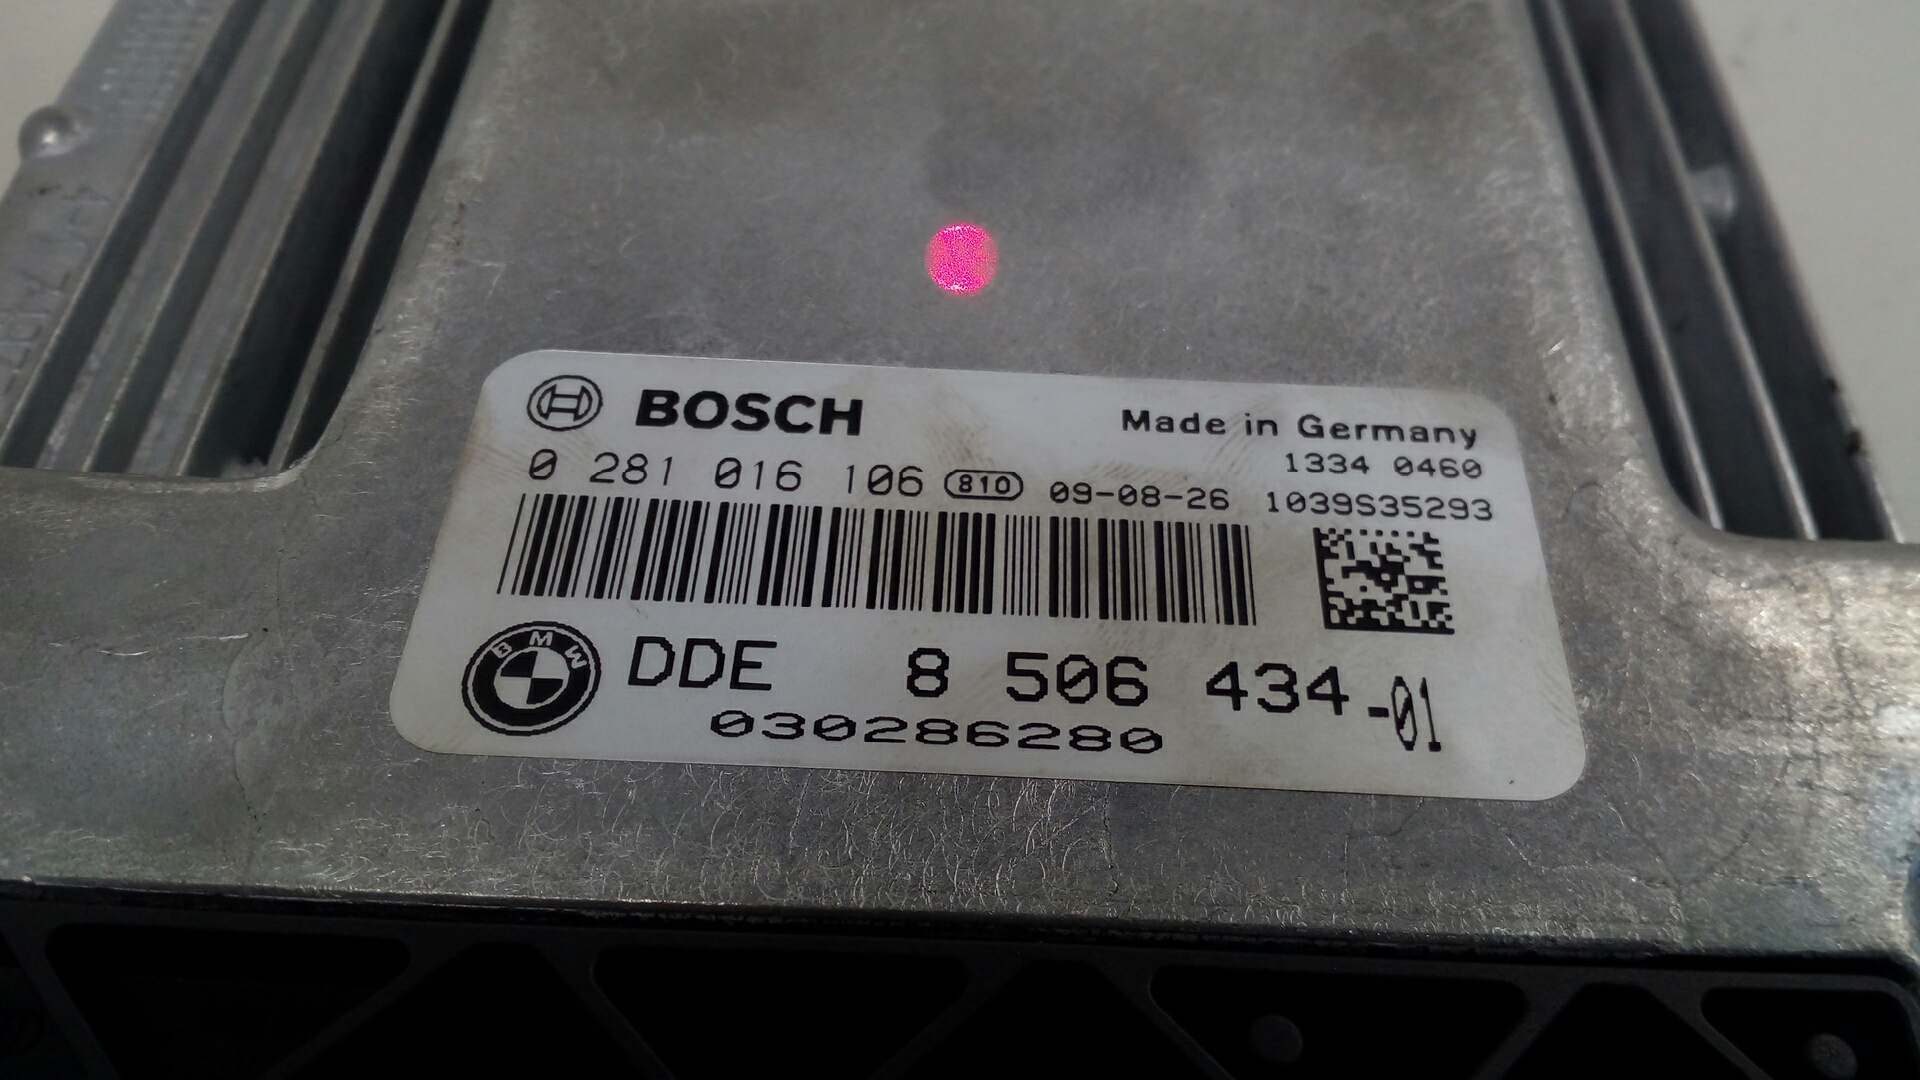 BOSCH
Made in Germany
1334 0460
0 281 016 106 810 09-08-26 1039S35293
BMW
DDE 8 506 434-01
030286280